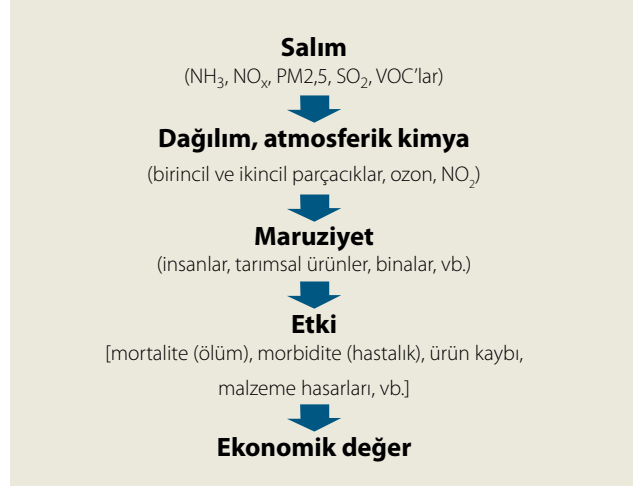 Salım
(NH₃, NOₓ, PM2,5, SO₂, VOC’lar)
Dağılım, atmosferik kimya
(birincil ve ikincil parçacıklar, ozon, NO₂)
Maruziyet
(insanlar, tarımsal ürünler, binalar, vb.)
Etki
[mortalite (ölüm), morbidite (hastalık), ürün kaybı,
malzeme hasarları, vb.]
Ekonomik değer